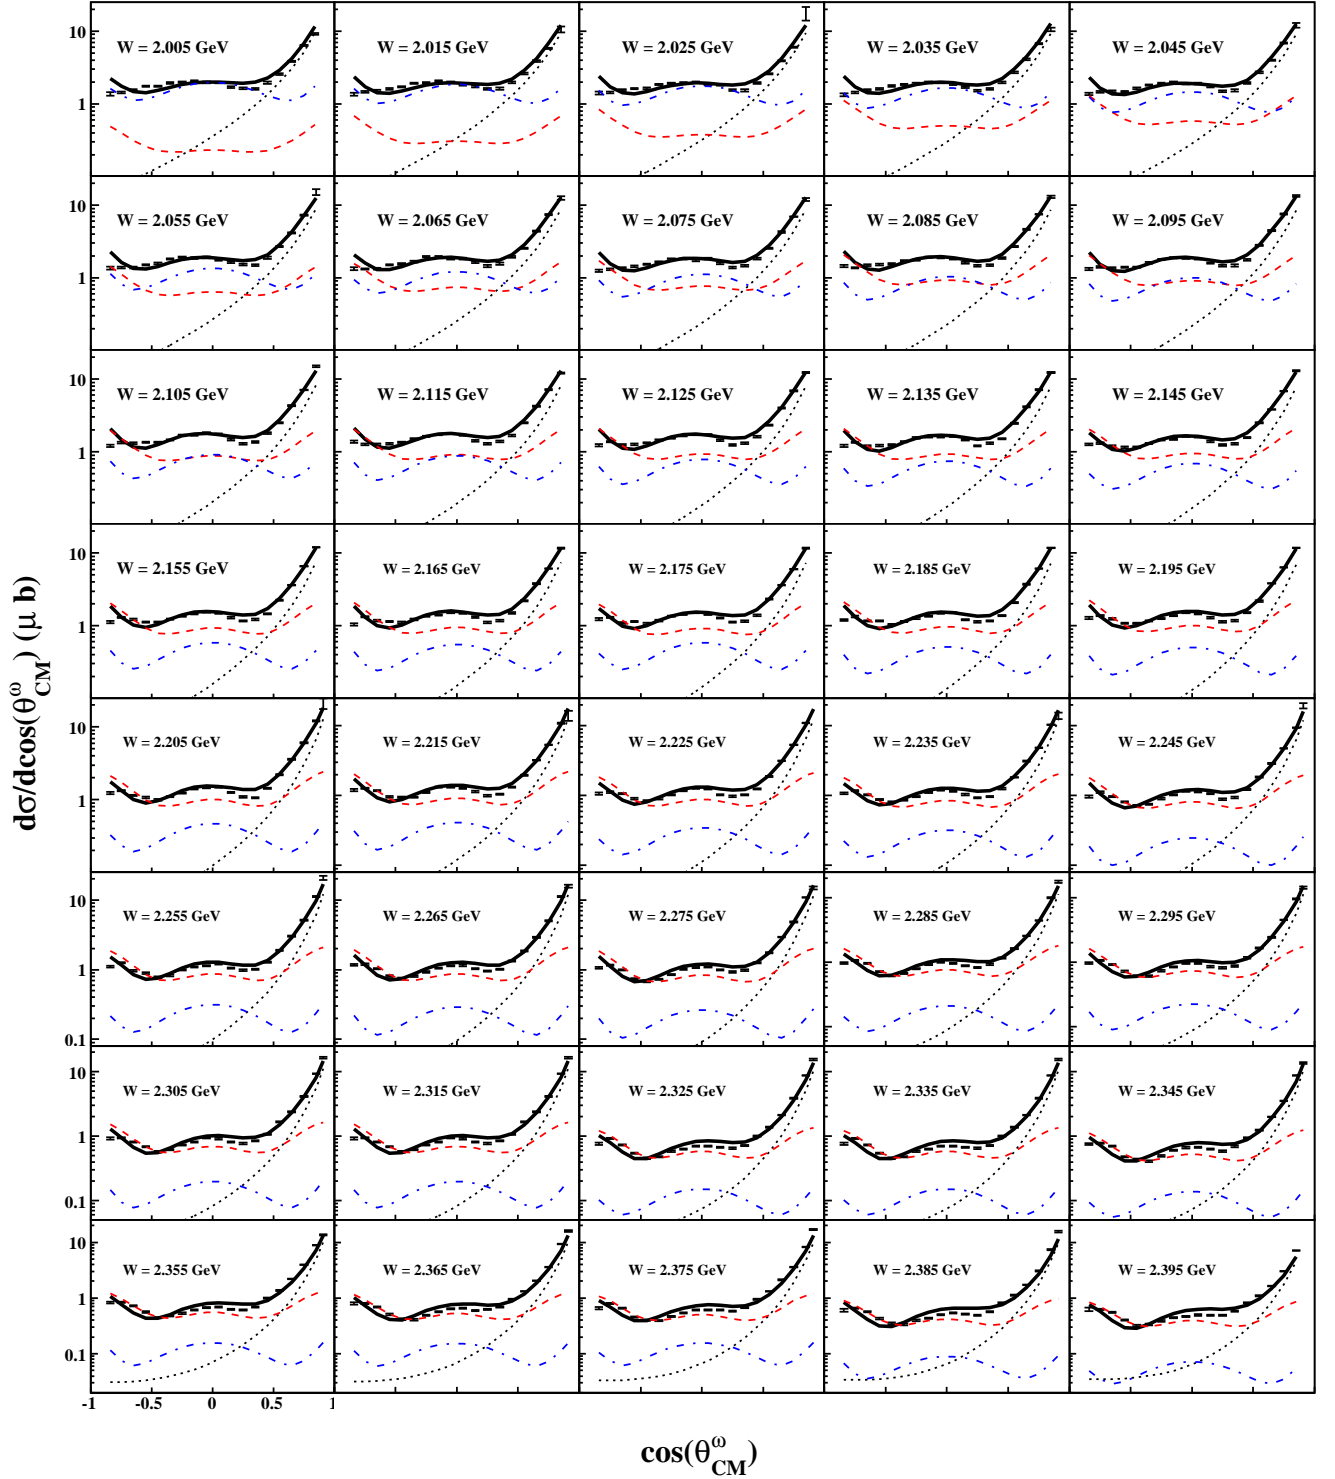 10
W = 2.005 GeV
W = 2.015 GeV
W = 2.025 GeV
W = 2.035 GeV
W = 2.045 GeV
1
10
W = 2.055 GeV
W = 2.065 GeV
W = 2.075 GeV
W = 2.085 GeV
W = 2.095 GeV
1
10
W = 2.105 GeV
W = 2.115 GeV
W = 2.125 GeV
W = 2.135 GeV
W = 2.145 GeV
1
10
W = 2.155 GeV
W = 2.165 GeV
W = 2.175 GeV
W = 2.185 GeV
W = 2.195 GeV
1
dσ/dcos(θ^ω_CM) (μ b)
10
W = 2.205 GeV
W = 2.215 GeV
W = 2.225 GeV
W = 2.235 GeV
W = 2.245 GeV
1
10
W = 2.255 GeV
W = 2.265 GeV
W = 2.275 GeV
W = 2.285 GeV
W = 2.295 GeV
1
0.1
10
W = 2.305 GeV
W = 2.315 GeV
W = 2.325 GeV
W = 2.335 GeV
W = 2.345 GeV
1
0.1
10
W = 2.355 GeV
W = 2.365 GeV
W = 2.375 GeV
W = 2.385 GeV
W = 2.395 GeV
1
0.1
-1 -0.5 0 0.5 1
cos(θ^ω_CM)